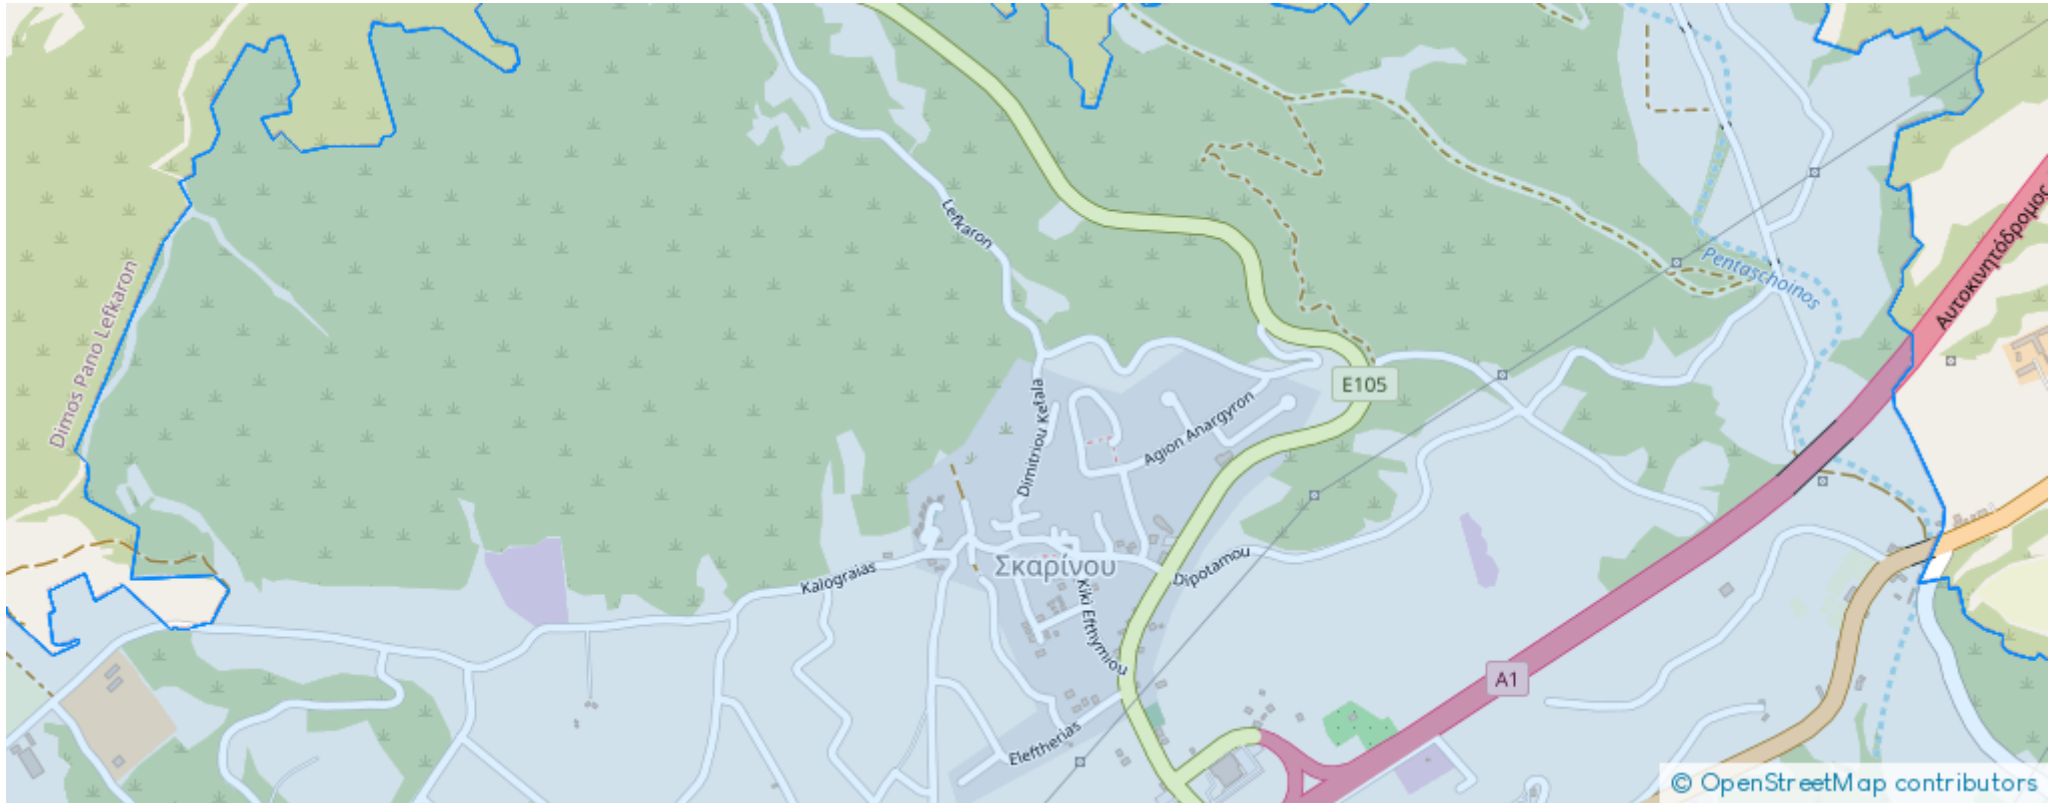 Lefkaron
Αυτοκινητόδρομος
Pentaschoinos
Dimos Pano Lefkaron
E105
Dimitriou Kefala
Agion Anargyron
Σκαρίνου
Kalograias
Dipotamou
Kiki Efthymiou
A1
Eleftherias
© OpenStreetMap contributors